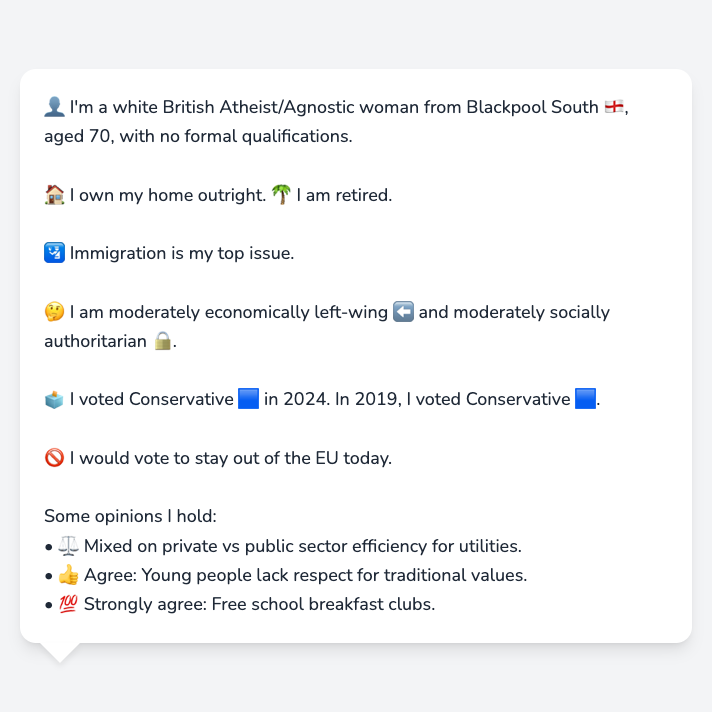 👤 I'm a white British Atheist/Agnostic woman from Blackpool South 🏴󠁧󠁢󠁥󠁮󠁧󠁿,
aged 70, with no formal qualifications.
🏠 I own my home outright. 🌴 I am retired.
🛂 Immigration is my top issue.
🤔 I am moderately economically left-wing ⬅️ and moderately socially
authoritarian 🔒.
🗳️ I voted Conservative 🟦 in 2024. In 2019, I voted Conservative 🟦.
🚫 I would vote to stay out of the EU today.
Some opinions I hold:
• ⚖️ Mixed on private vs public sector efficiency for utilities.
• 👍 Agree: Young people lack respect for traditional values.
• 💯 Strongly agree: Free school breakfast clubs.